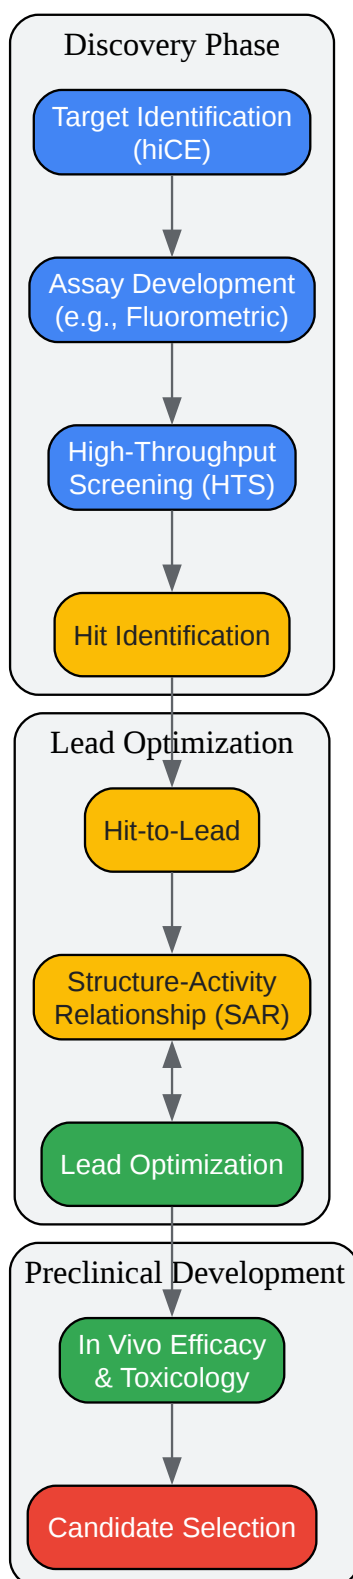 Discovery Phase
Target Identification
(hiCE)
Assay Development
(e.g., Fluorometric)
High-Throughput
Screening (HTS)
Hit Identification
Lead Optimization
Hit-to-Lead
Structure-Activity
Relationship (SAR)
Lead Optimization
Preclinical Development
In Vivo Efficacy
& Toxicology
Candidate Selection